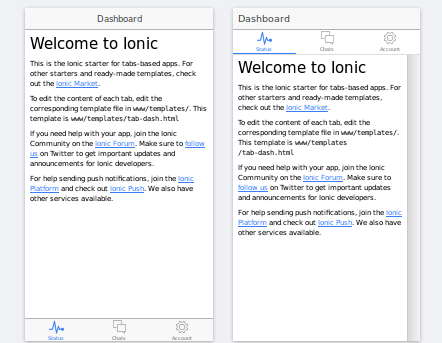 Dashboard
Welcome to Ionic
This is the Ionic starter for tabs-based apps. For
other starters and ready-made templates, check
out the Ionic Market.
To edit the content of each tab, edit the
corresponding template file in www/templates/. This
template is www/templates/tab-dash.html
If you need help with your app, join the Ionic
Community on the Ionic Forum. Make sure to follow
us on Twitter to get important updates and
announcements for Ionic developers.
For help sending push notifications, join the Ionic
Platform and check out Ionic Push. We also have
other services available.
Status
Chats
Account
Dashboard
Status
Chats
Account
Welcome to Ionic
This is the Ionic starter for tabs-based apps. For
other starters and ready-made templates,
check out the Ionic Market.
To edit the content of each tab, edit the
corresponding template file in www/templates/.
This template is www/templates
/tab-dash.html
If you need help with your app, join the Ionic
Community on the Ionic Forum. Make sure to
follow us on Twitter to get important updates
and announcements for Ionic developers.
For help sending push notifications, join the Ionic
Platform and check out Ionic Push. We also have
other services available.